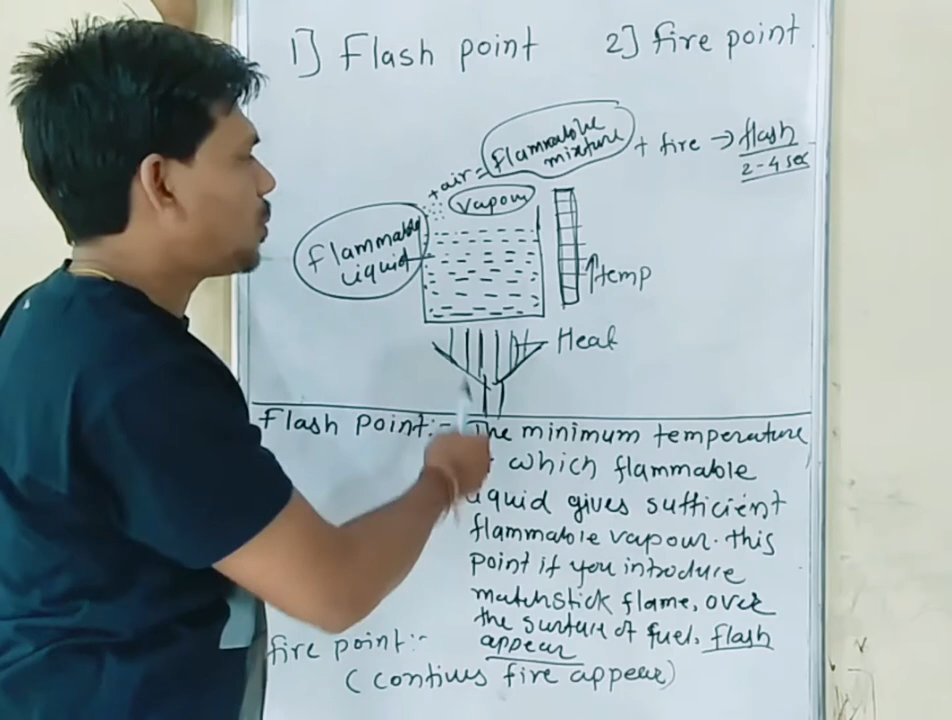 1] Flash point 2] fire point
flammable
mixture
+ air =
+ fire → flash
2-4 sec
vapour
flammable
liquid
↑temp
Heat
Flash point:- The minimum temperature
which flammable
liquid gives sufficient
flammable vapour. this
point if you introduce
matchstick flame, over
the surface of fuel, flash
appear
fire point:-
(continus fire appear)